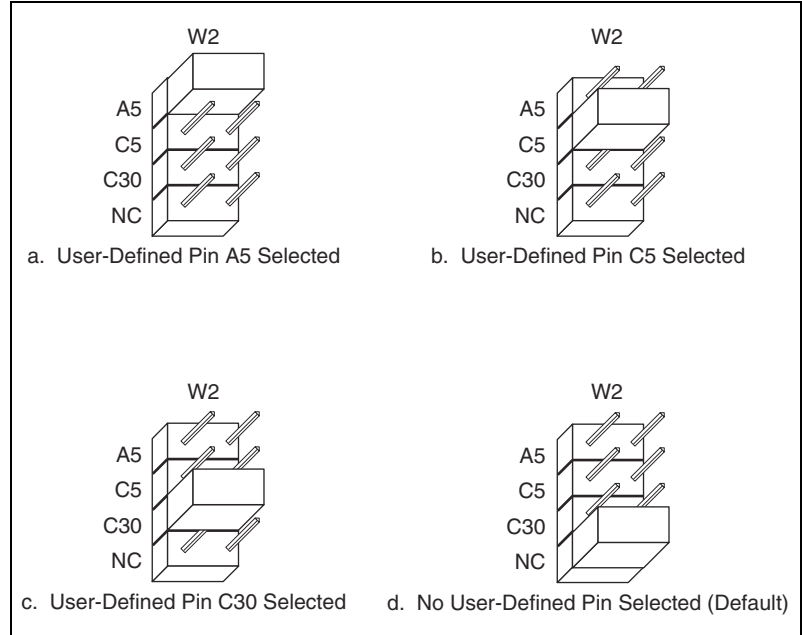 W2
A5
C5
C30
NC
a. User-Defined Pin A5 Selected
W2
A5
C5
C30
NC
b. User-Defined Pin C5 Selected
W2
A5
C5
C30
NC
c. User-Defined Pin C30 Selected
W2
A5
C5
C30
NC
d. No User-Defined Pin Selected (Default)